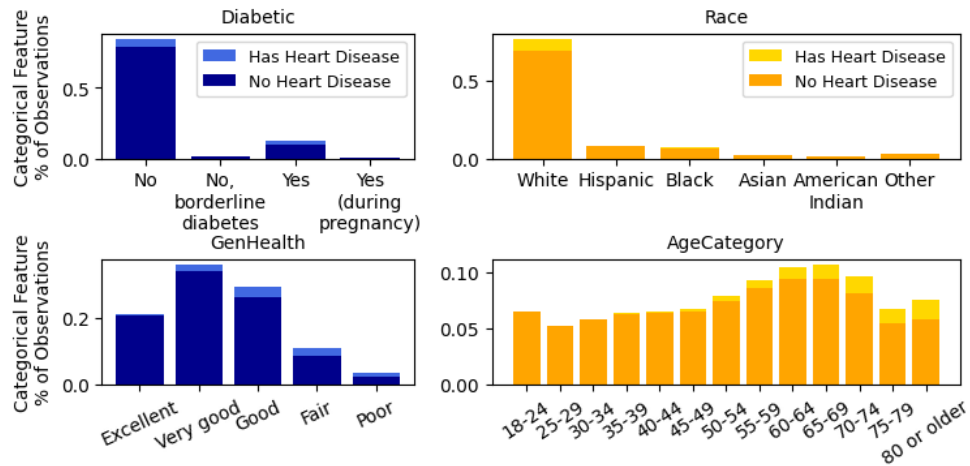 Diabetic
Categorical Feature
% of Observations
0.5
0.0
Has Heart Disease
No Heart Disease
No
No,
borderline
diabetes
Yes
Yes
(during
pregnancy)
Race
0.5
0.0
Has Heart Disease
No Heart Disease
White
Hispanic
Black
Asian
American
Indian
Other
GenHealth
Categorical Feature
% of Observations
0.2
0.0
Excellent
Very good
Good
Fair
Poor
AgeCategory
0.10
0.05
0.00
18-24
25-29
30-34
35-39
40-44
45-49
50-54
55-59
60-64
65-69
70-74
75-79
80 or older